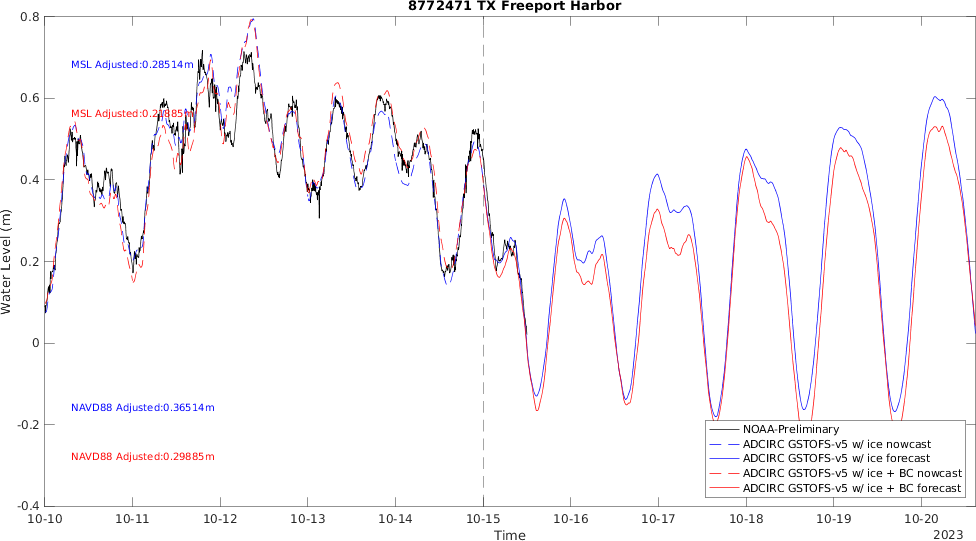 8772471 TX Freeport Harbor
0.8
0.6
0.4
0.2
0
-0.2
-0.4
Water Level (m)
MSL Adjusted:0.28514m
MSL Adjusted:
NAVD88 Adjusted:0.36514m
NAVD88 Adjusted:0.29885m
NOAA-Preliminary
ADCIRC GSTOFS-v5 w/ ice nowcast
ADCIRC GSTOFS-v5 w/ ice forecast
ADCIRC GSTOFS-v5 w/ ice + BC nowcast
ADCIRC GSTOFS-v5 w/ ice + BC forecast
10-10 10-11 10-12 10-13 10-14 10-15 10-16 10-17 10-18 10-19 10-20
Time
2023